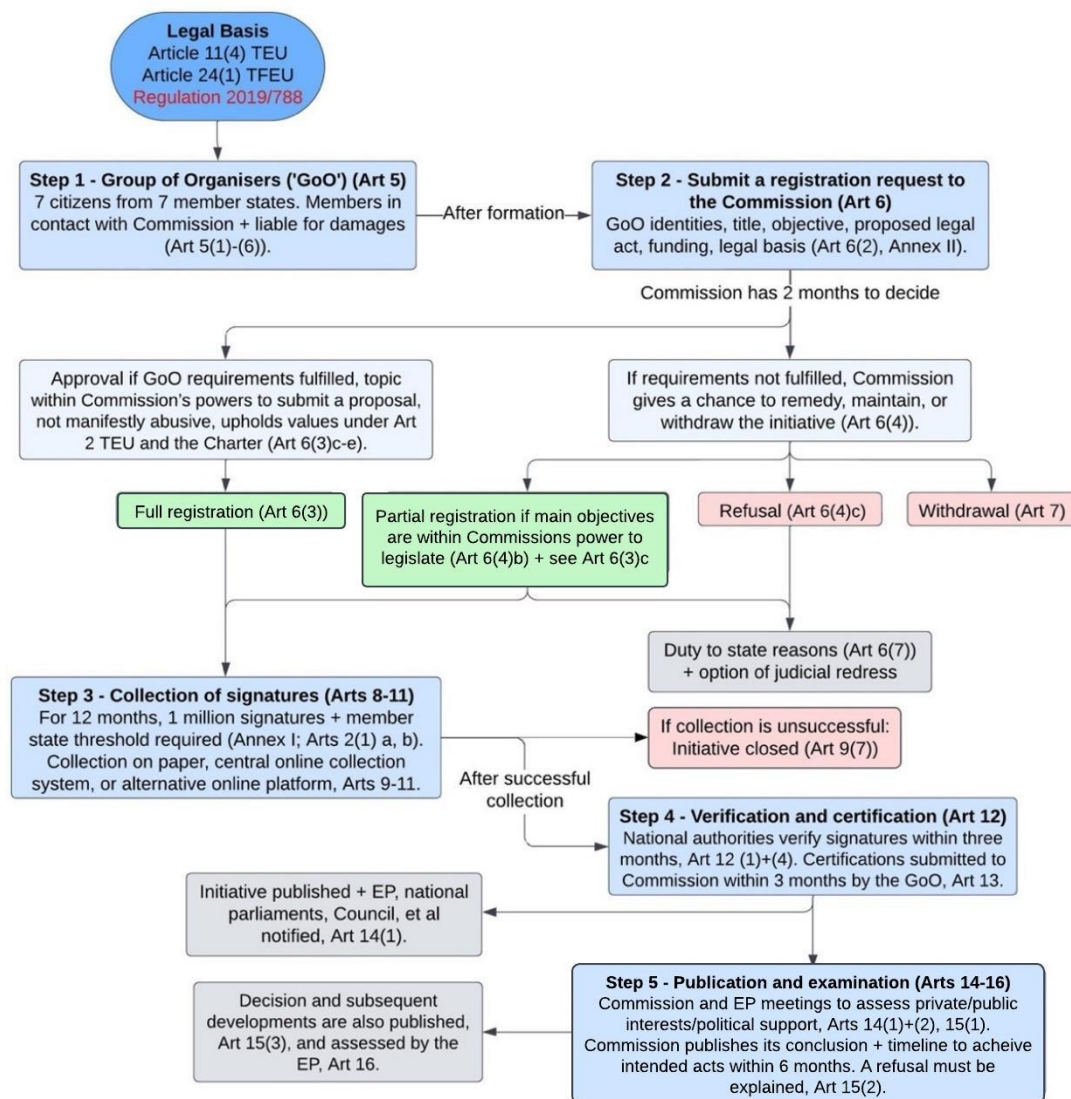 Legal Basis
Article 11(4) TEU
Article 24(1) TFEU
Regulation 2019/788
Step 1 - Group of Organisers ('GoO') (Art 5)
7 citizens from 7 member states. Members in
contact with Commission + liable for damages
(Art 5(1)-(6)).
After formation
Step 2 - Submit a registration request to
the Commission (Art 6)
GoO identities, title, objective, proposed legal
act, funding, legal basis (Art 6(2), Annex II).
Commission has 2 months to decide
Approval if GoO requirements fulfilled, topic
within Commission's powers to submit a proposal,
not manifestly abusive, upholds values under Art
2 TEU and the Charter (Art 6(3)c-e).
If requirements not fulfilled, Commission
gives a chance to remedy, maintain, or
withdraw the initiative (Art 6(4)).
Full registration (Art 6(3))
Partial registration if main objectives
are within Commissions power to
legislate (Art 6(4)b) + see Art 6(3)c
Refusal (Art 6(4)c)
Withdrawal (Art 7)
Duty to state reasons (Art 6(7))
+ option of judicial redress
Step 3 - Collection of signatures (Arts 8-11)
For 12 months, 1 million signatures + member
state threshold required (Annex I; Arts 2(1) a, b).
Collection on paper, central online collection
system, or alternative online platform, Arts 9-11.
If collection is unsuccessful:
Initiative closed (Art 9(7))
After successful
collection
Step 4 - Verification and certification (Art 12)
National authorities verify signatures within three
months, Art 12 (1)+(4). Certifications submitted to
Commission within 3 months by the GoO, Art 13.
Initiative published + EP, national
parliaments, Council, et al
notified, Art 14(1).
Step 5 - Publication and examination (Arts 14-16)
Commission and EP meetings to assess private/public
interests/political support, Arts 14(1)+(2), 15(1).
Commission publishes its conclusion + timeline to acheive
intended acts within 6 months. A refusal must be
explained, Art 15(2).
Decision and subsequent
developments are also published,
Art 15(3), and assessed by the
EP, Art 16.